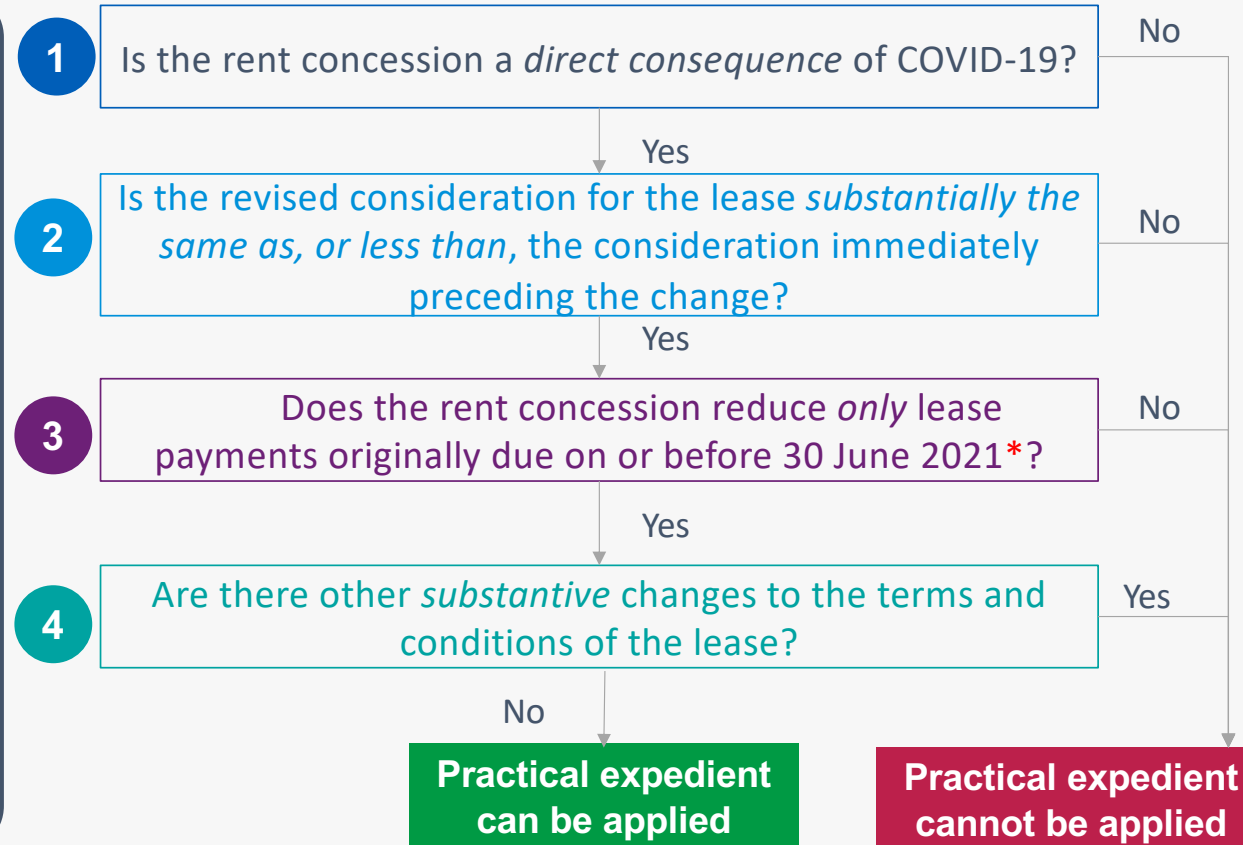 1
Is the rent concession a direct consequence of COVID-19?
No
Yes
2
Is the revised consideration for the lease substantially the
same as, or less than, the consideration immediately
preceding the change?
No
Yes
3
Does the rent concession reduce only lease
payments originally due on or before 30 June 2021*?
No
Yes
4
Are there other substantive changes to the terms and
conditions of the lease?
Yes
No
Practical expedient
can be applied
Practical expedient
cannot be applied